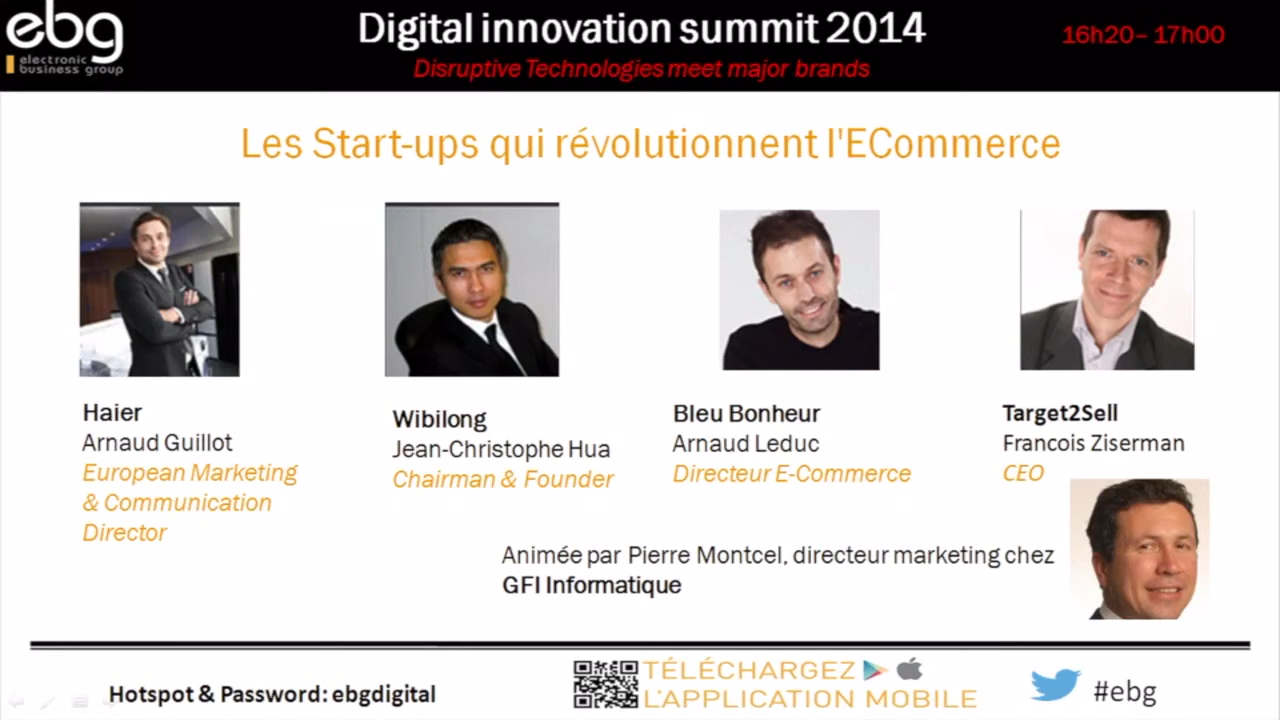 ebg
electronic
business group
Digital innovation summit 2014
Disruptive Technologies meet major brands
16h20– 17h00
Les Start-ups qui révolutionnent l'ECommerce
Haier
Arnaud Guillot
European Marketing
& Communication
Director
Wibilong
Jean-Christophe Hua
Chairman & Founder
Bleu Bonheur
Arnaud Leduc
Directeur E-Commerce
Target2Sell
Francois Ziserman
CEO
Animée par Pierre Montcel, directeur marketing chez
GFI Informatique
Hotspot & Password: ebgdigital
TÉLÉCHARGEZ
L'APPLICATION MOBILE
#ebg